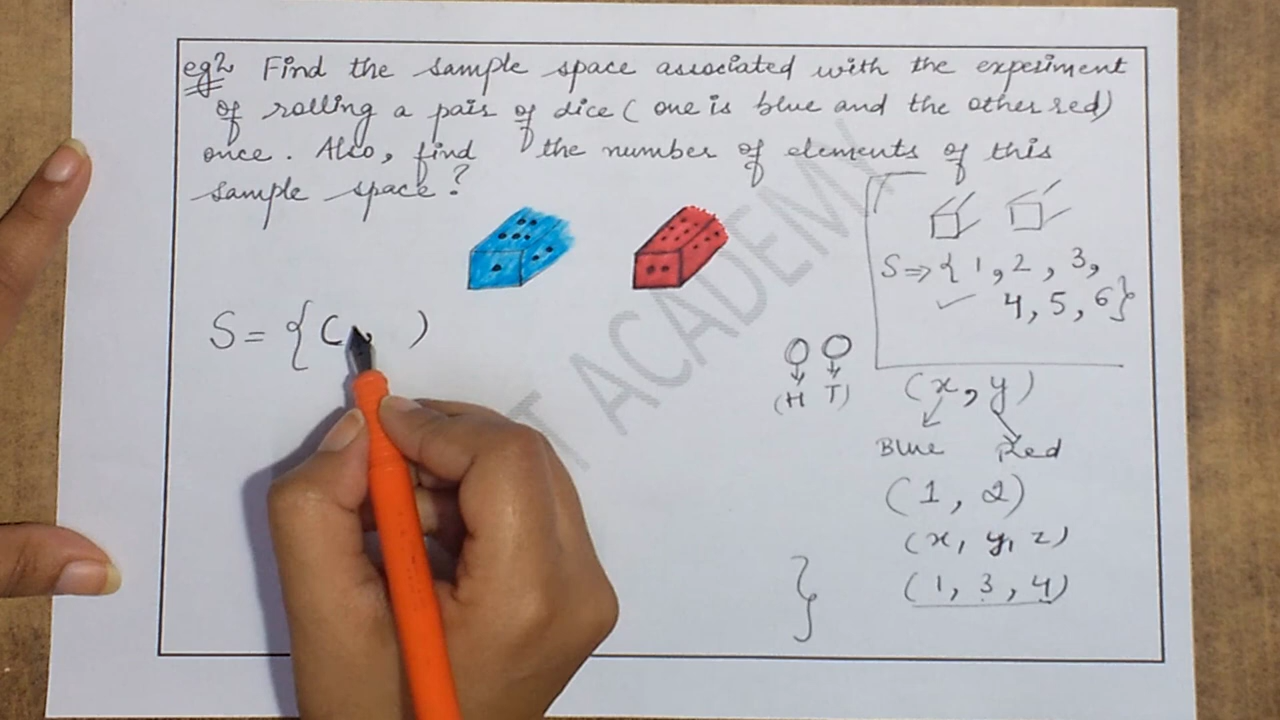 eg2 Find the sample space associated with the experiment
of rolling a pair of dice ( one is blue and the other red)
once. Also, find the number of elements of this
sample space?
S ⇒ { 1, 2, 3,
4, 5, 6}
S = { ( , )
(H T)
(x, y)
Blue Red
(1, 2)
(x, y, z)
(1, 3, 4)
}
T ACADEMY